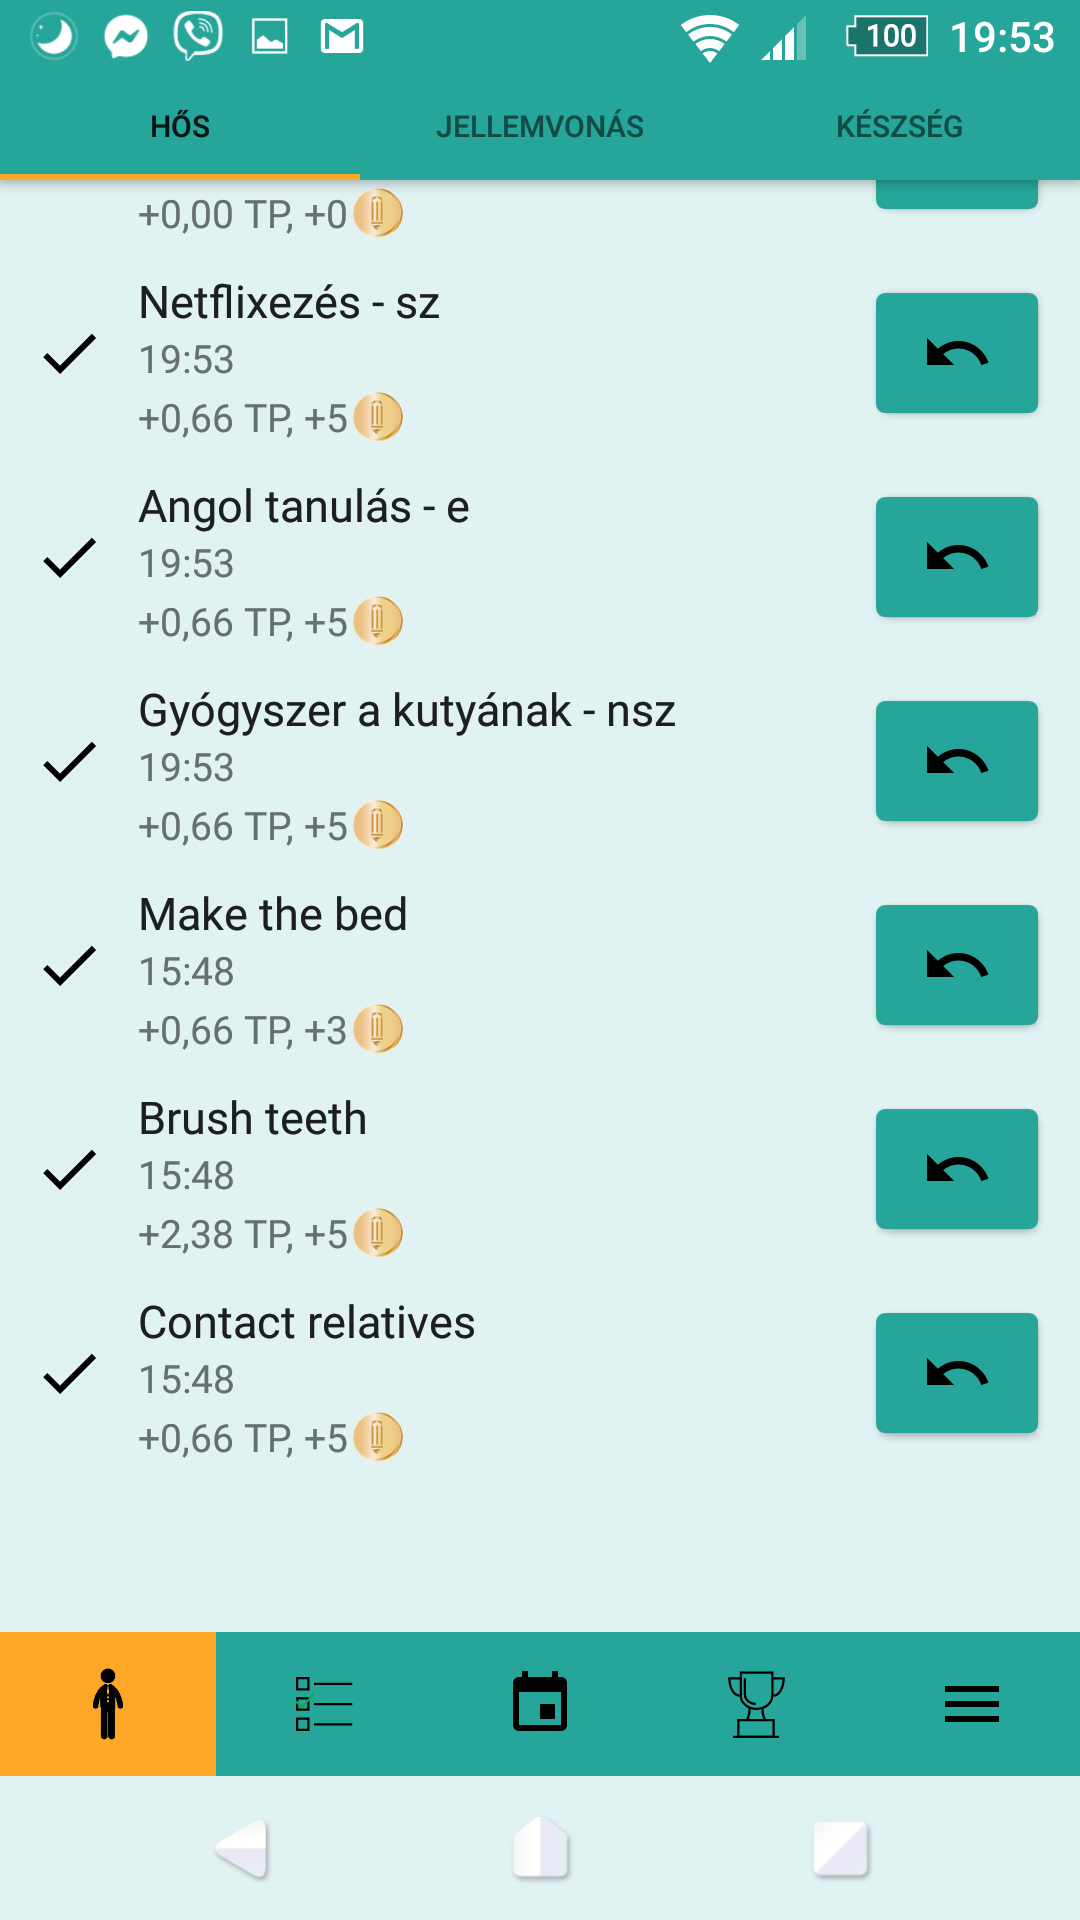 100 19:53
HŐS JELLEMVONÁS KÉSZSÉG
+0,00 TP, +0
Netflixezés - sz
19:53
+0,66 TP, +5
Angol tanulás - e
19:53
+0,66 TP, +5
Gyógyszer a kutyának - nsz
19:53
+0,66 TP, +5
Make the bed
15:48
+0,66 TP, +3
Brush teeth
15:48
+2,38 TP, +5
Contact relatives
15:48
+0,66 TP, +5